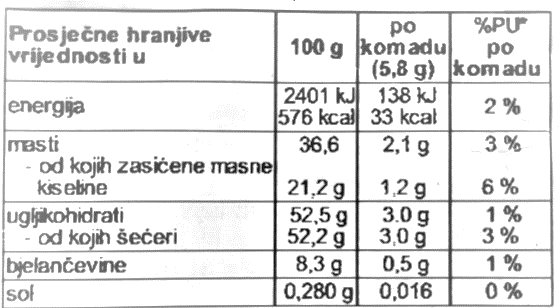 Prosječne hranjive vrijednosti u 100 g po komadu (5,8 g) %PU* po komadu
energija 2401 kJ 138 kJ 2 %
576 kcal 33 kcal
masti 36,6 2,1 g 3 %
- od kojih zasićene masne
kiseline 21,2 g 1,2 g 6 %
ugljikohidrati 52,5 g 3.0 g 1 %
- od kojih šećeri 52,2 g 3,0 g 3 %
bjelančevine 8,3 g 0,5 g 1 %
sol 0,280 g 0,016 0 %